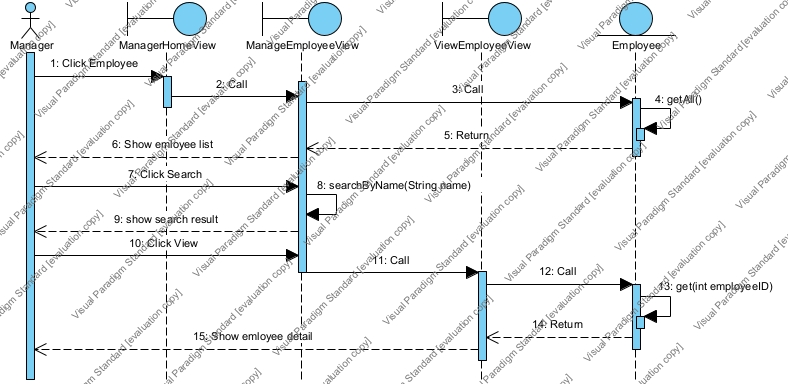 Manager
ManagerHomeView
ManageEmployeeView
ViewEmployeeView
Employee
1: Click Employee
2: Call
3: Call
4: getAll()
5: Return
6: Show emloyee list
7: Click Search
8: searchByName(String name)
9: show search result
10: Click View
11: Call
12: Call
13: get(int employeeID)
14: Return
15: Show emloyee detail
Visual Paradigm Standard [evaluation copy]